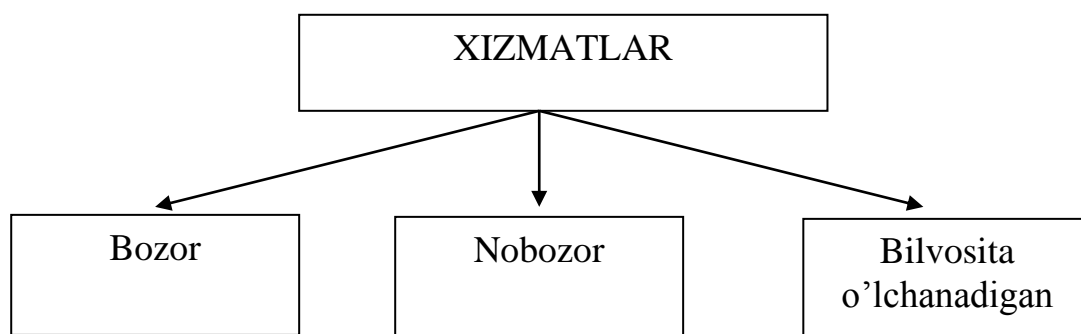 XIZMATLAR
Bozor
Nobozor
Bilvosita
o’lchanadigan